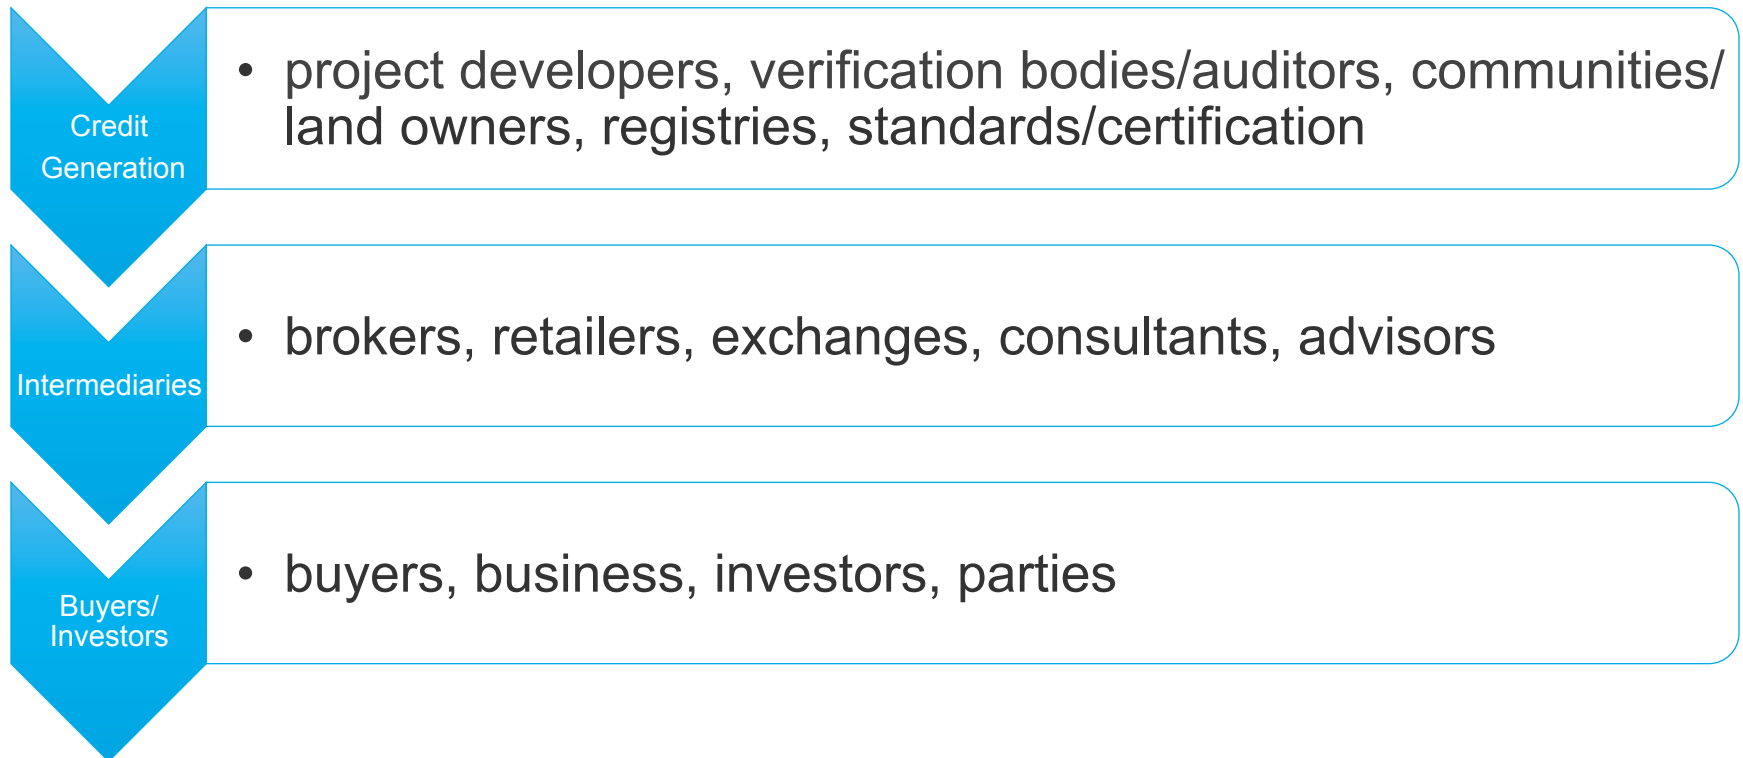 Credit
Generation
• project developers, verification bodies/auditors, communities/
land owners, registries, standards/certification
Intermediaries
• brokers, retailers, exchanges, consultants, advisors
Buyers/
Investors
• buyers, business, investors, parties